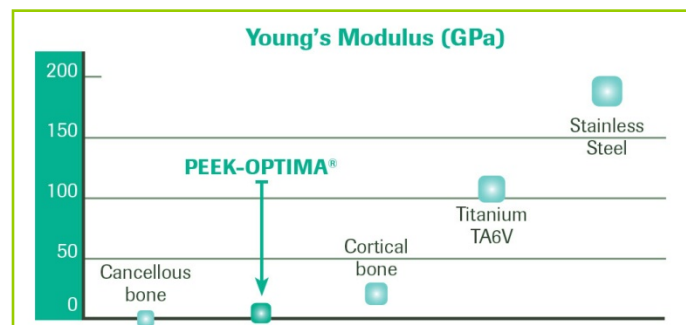 Young's Modulus (GPa)
200
150
100
50
0
PEEK-OPTIMA®
Cancellous
bone
Cortical
bone
Titanium
TA6V
Stainless
Steel